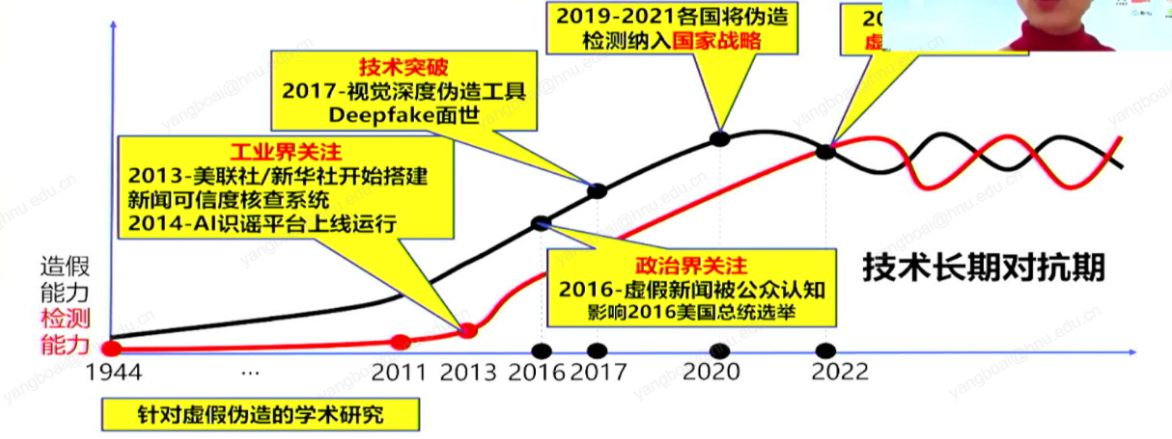 2019-2021各国将伪造
检测纳入国家战略
技术突破
2017-视觉深度伪造工具
Deepfake面世
工业界关注
2013-美联社/新华社开始搭建
新闻可信度核查系统
2014-AI识谣平台上线运行
造假
能力
检测
能力
政治界关注
2016-虚假新闻被公众认知
影响2016美国总统选举
技术长期对抗期
1944
...
2011
2013
2016
2017
2020
2022
针对虚假伪造的学术研究
yangboai@hnu.edu.cn